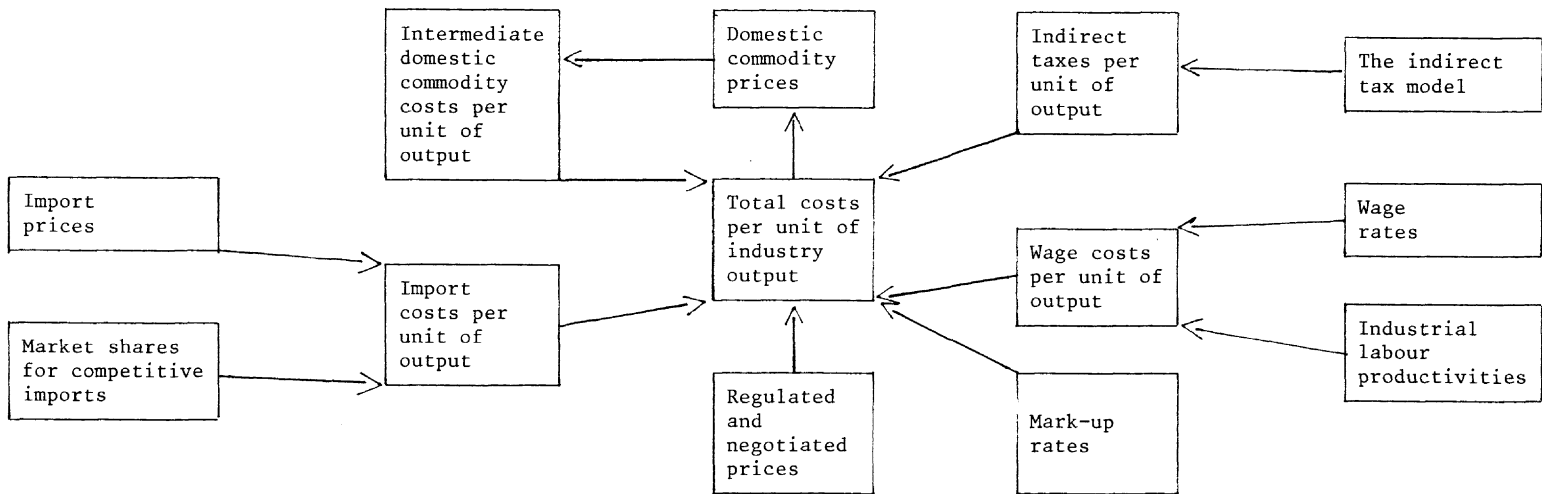 Intermediate
domestic
commodity
costs per
unit of
output
Domestic
commodity
prices
Indirect
taxes per
unit of
output
The indirect
tax model
Import
prices
Total costs
per unit of
industry
output
Wage
rates
Wage costs
per unit of
output
Import
costs per
unit of
output
Market shares
for competitive
imports
Industrial
labour
productivities
Regulated
and
negotiated
prices
Mark-up
rates